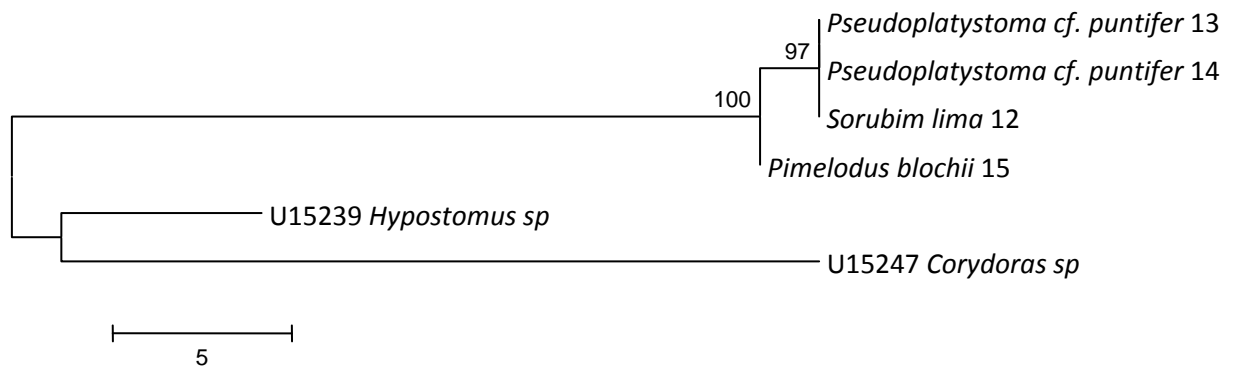 Pseudoplatystoma cf. puntifer 13
97
Pseudoplatystoma cf. puntifer 14
100
Sorubim lima 12
Pimelodus blochii 15
U15239 Hypostomus sp
U15247 Corydoras sp
5